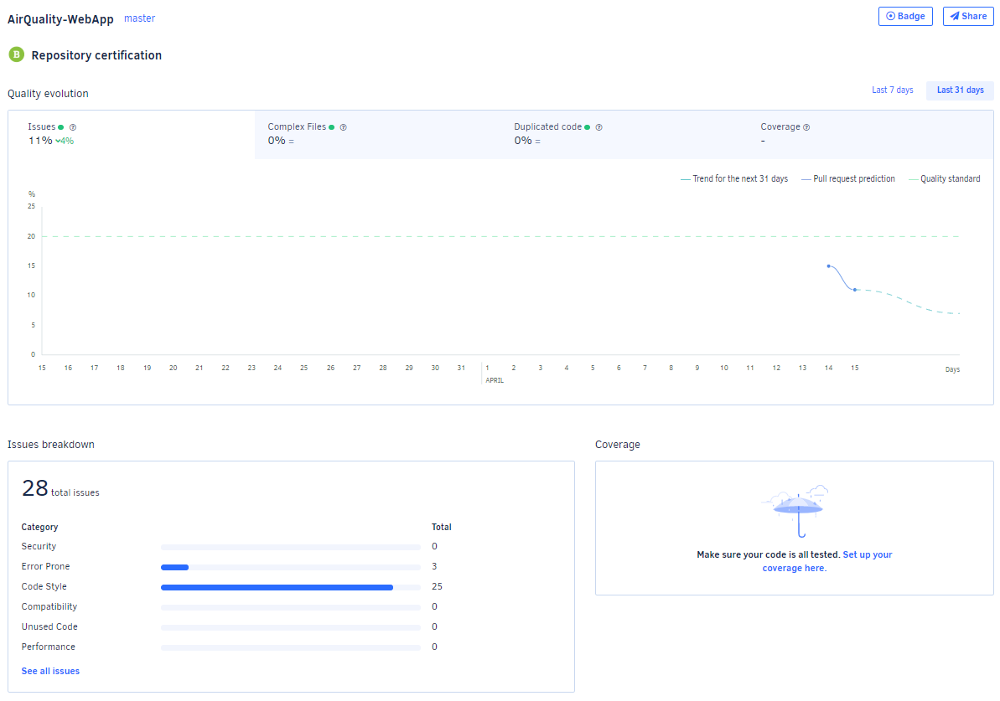 AirQuality-WebApp master
Badge Share
B Repository certification
Quality evolution
Last 7 days Last 31 days
Issues Complex Files Duplicated code Coverage
11% 4% 0% = 0% = -
Trend for the next 31 days Pull request prediction Quality standard
%
25
20
15
10
5
0
15 16 17 18 19 20 21 22 23 24 25 26 27 28 29 30 31 1 2 3 4 5 6 7 8 9 10 11 12 13 14 15 Days
APRIL
Issues breakdown
28 total issues
Category Total
Security 0
Error Prone 3
Code Style 25
Compatibility 0
Unused Code 0
Performance 0
See all issues
Coverage
Make sure your code is all tested. Set up your
coverage here.